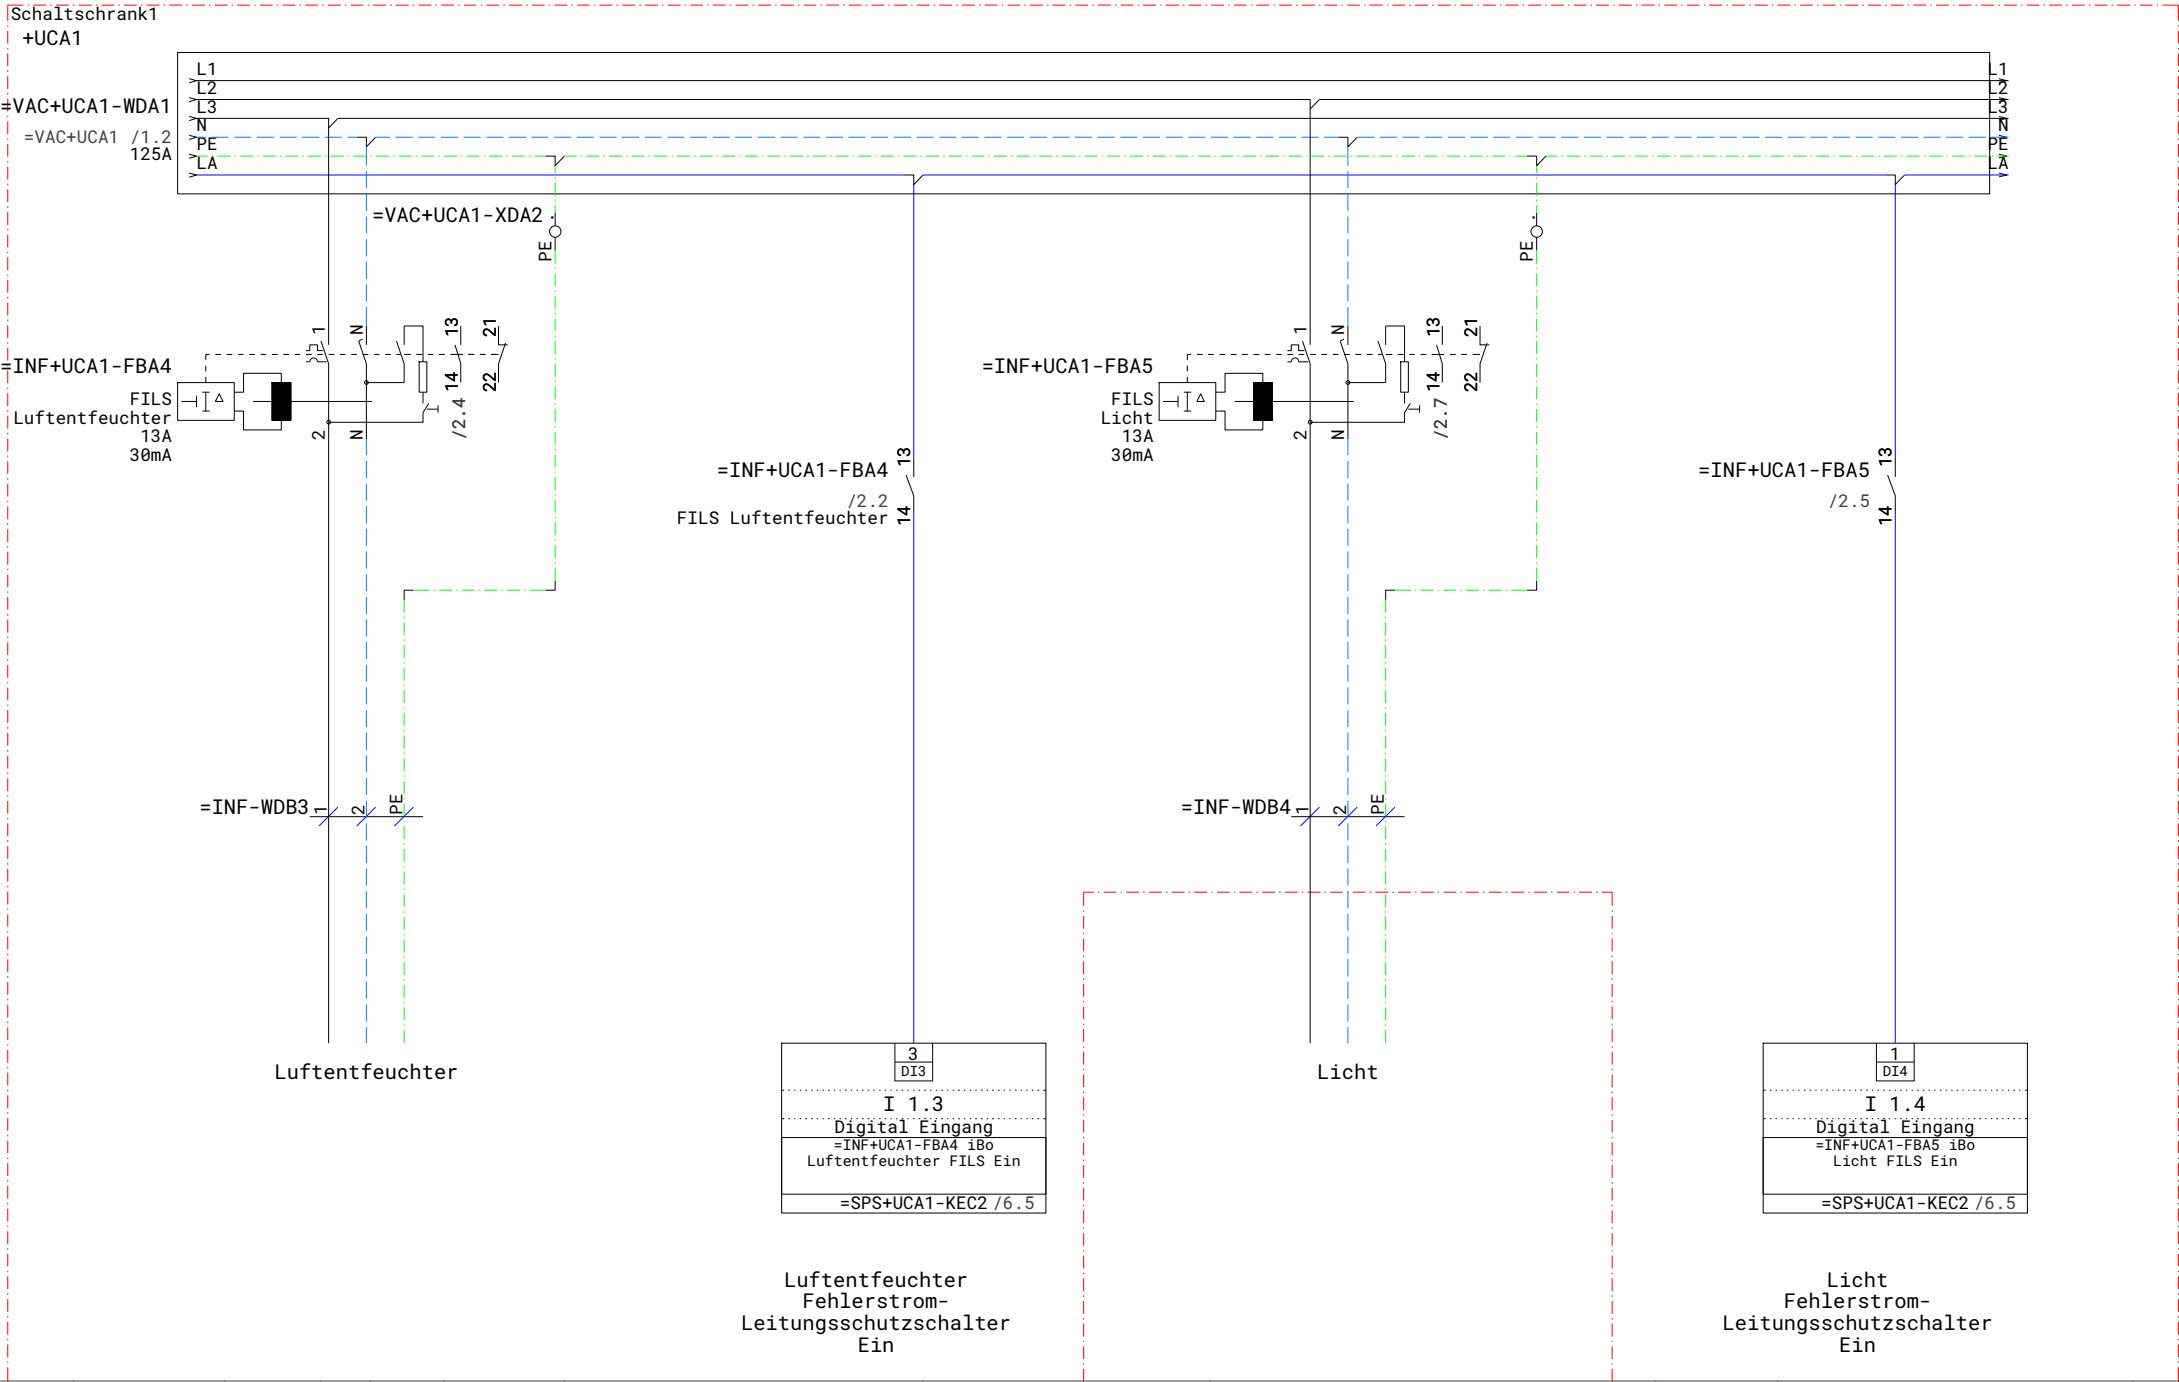 Schaltschrank1
+UCA1
L1
L2
L3
N
PE
LA
=VAC+UCA1-WDA1
=VAC+UCA1 /1.2
125A
L1
L2
L3
N
PE
LA
=VAC+UCA1-XDA2
PE
PE
=INF+UCA1-FBA4
FILS
Luftentfeuchter
13A
30mA
1
N
13
21
2
N
14
22
/2.4
=INF+UCA1-FBA4
/2.2
FILS Luftentfeuchter
13
14
=INF+UCA1-FBA5
FILS
Licht
13A
30mA
1
N
13
21
2
N
14
22
/2.7
=INF+UCA1-FBA5
/2.5
13
14
=INF-WDB3
1
2
PE
=INF-WDB4
1
2
PE
Luftentfeuchter
3
DI3
I 1.3
Digital Eingang
=INF+UCA1-FBA4 iBo
Luftentfeuchter FILS Ein
=SPS+UCA1-KEC2 /6.5
Licht
1
DI4
I 1.4
Digital Eingang
=INF+UCA1-FBA5 iBo
Licht FILS Ein
=SPS+UCA1-KEC2 /6.5
Luftentfeuchter
Fehlerstrom-
Leitungsschutzschalter
Ein
Licht
Fehlerstrom-
Leitungsschutzschalter
Ein